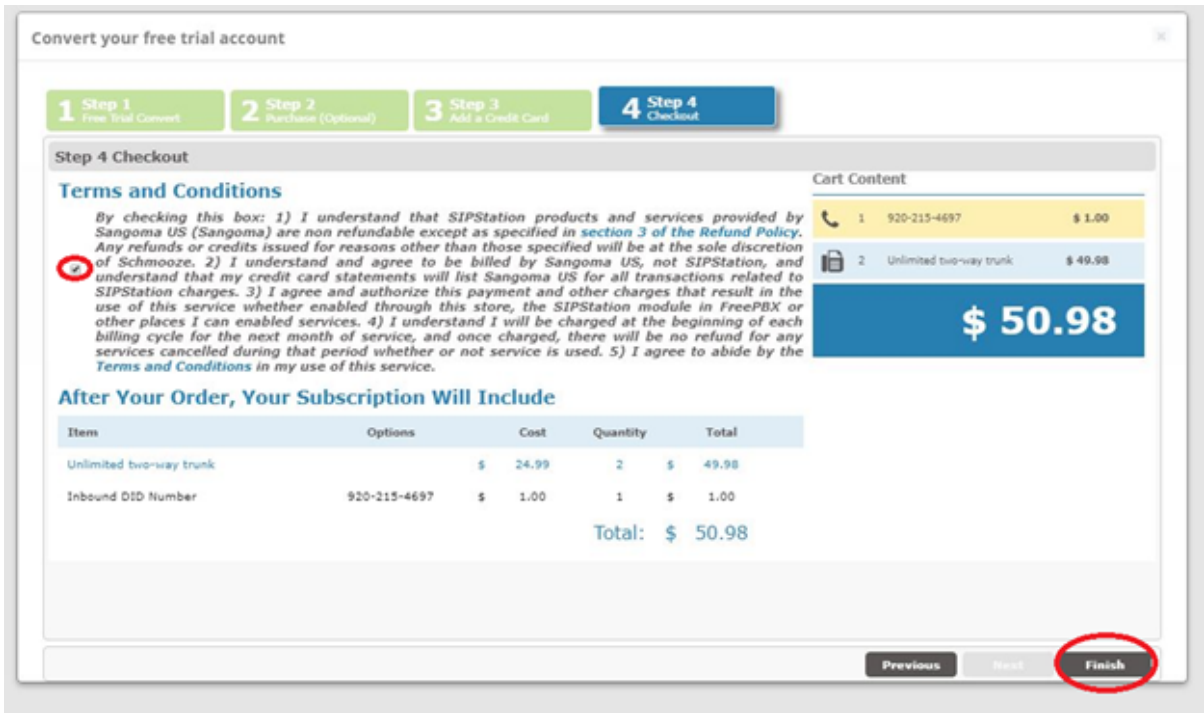 Convert your free trial account
1 Step 1
Free Trial Convert
2 Step 2
Purchase (Optional)
3 Step 3
Add a Credit Card
4 Step 4
Checkout
Step 4 Checkout
Terms and Conditions
By checking this box: 1) I understand that SIPStation products and services provided by
Sangoma US (Sangoma) are non refundable except as specified in section 3 of the Refund Policy.
Any refunds or credits issued for reasons other than those specified will be at the sole discretion
of Schmooze. 2) I understand and agree to be billed by Sangoma US, not SIPStation, and
understand that my credit card statements will list Sangoma US for all transactions related to
SIPStation charges. 3) I agree and authorize this payment and other charges that result in the
use of this service whether enabled through this store, the SIPStation module in FreePBX or
other places I can enabled services. 4) I understand I will be charged at the beginning of each
billing cycle for the next month of service, and once charged, there will be no refund for any
services cancelled during that period whether or not service is used. 5) I agree to abide by the
Terms and Conditions in my use of this service.
Cart Content
1 920-215-4697 $ 1.00
2 Unlimited two-way trunk $ 49.98
$ 50.98
After Your Order, Your Subscription Will Include
Item Options Cost Quantity Total
Unlimited two-way trunk $ 24.99 2 $ 49.98
Inbound DID Number 920-215-4697 $ 1.00 1 $ 1.00
Total: $ 50.98
Previous Next Finish